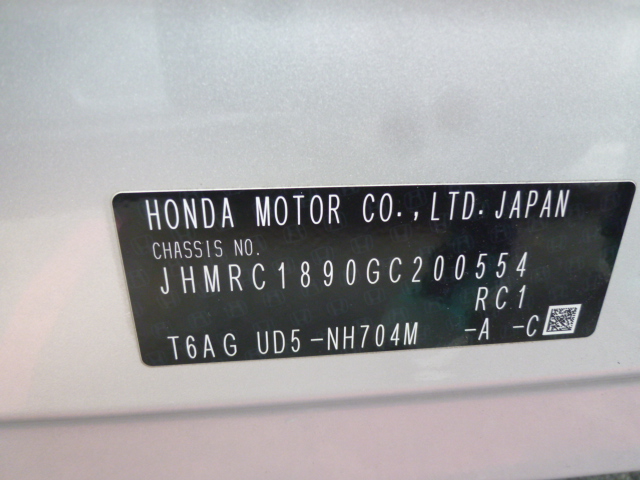 HONDA MOTOR CO.,LTD.JAPAN
CHASSIS NO.
JHMRC1890GC200554
RC1
T6AG UD5-NH704M -A -C